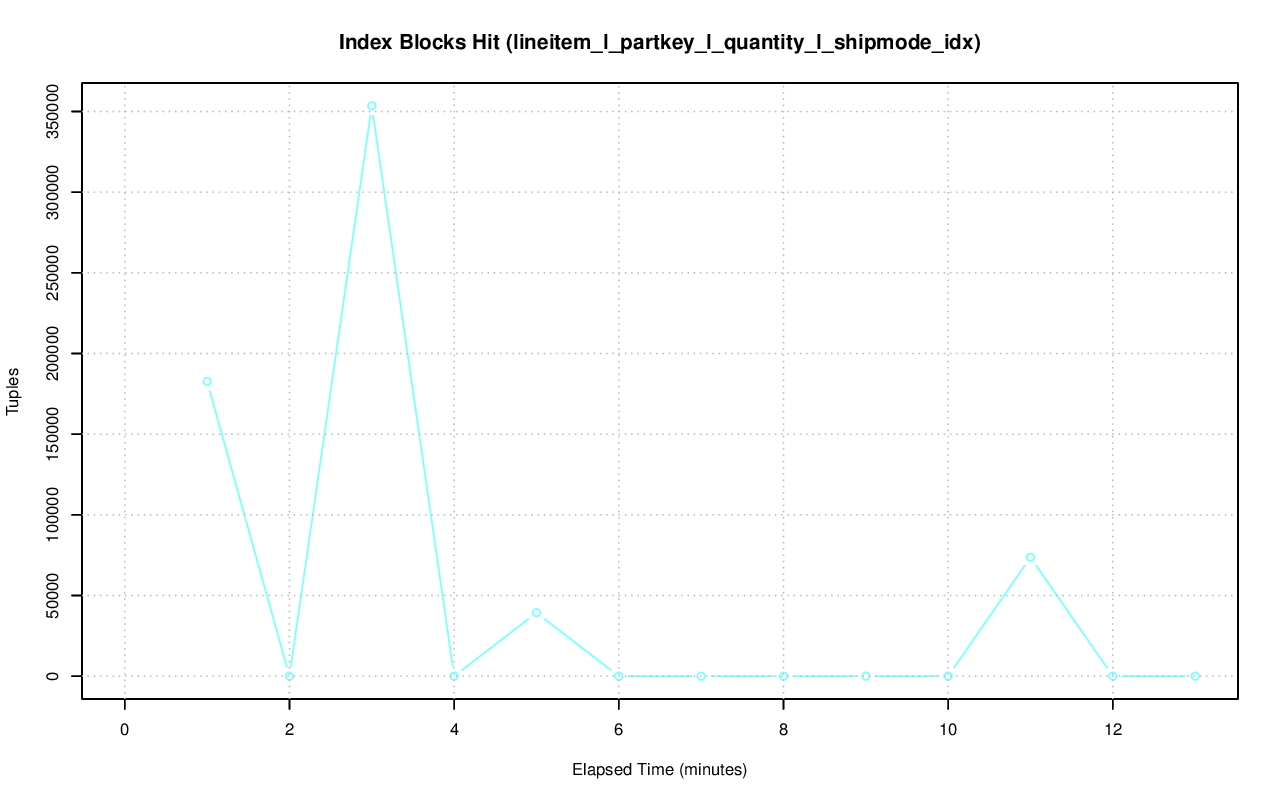 Index Blocks Hit (lineitem_l_partkey_l_quantity_l_shipmode_idx)
Tuples
350000
300000
250000
200000
150000
100000
50000
0
0 2 4 6 8 10 12
Elapsed Time (minutes)